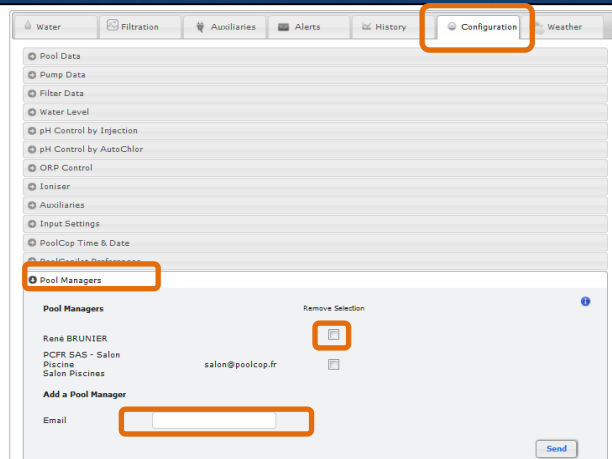 Water Filtration Auxiliaries Alerts History Configuration Weather
Pool Data
Pump Data
Filter Data
Water Level
pH Control by Injection
pH Control by AutoChlor
ORP Control
Ioniser
Auxiliaries
Input Settings
PoolCop Time & Date
PoolCopilot Preferences
Pool Managers
Pool Managers Remove Selection
René BRUNIER
PCFR SAS - Salon
Piscine salon@poolcop.fr
Salon Piscines
Add a Pool Manager
Email
Send